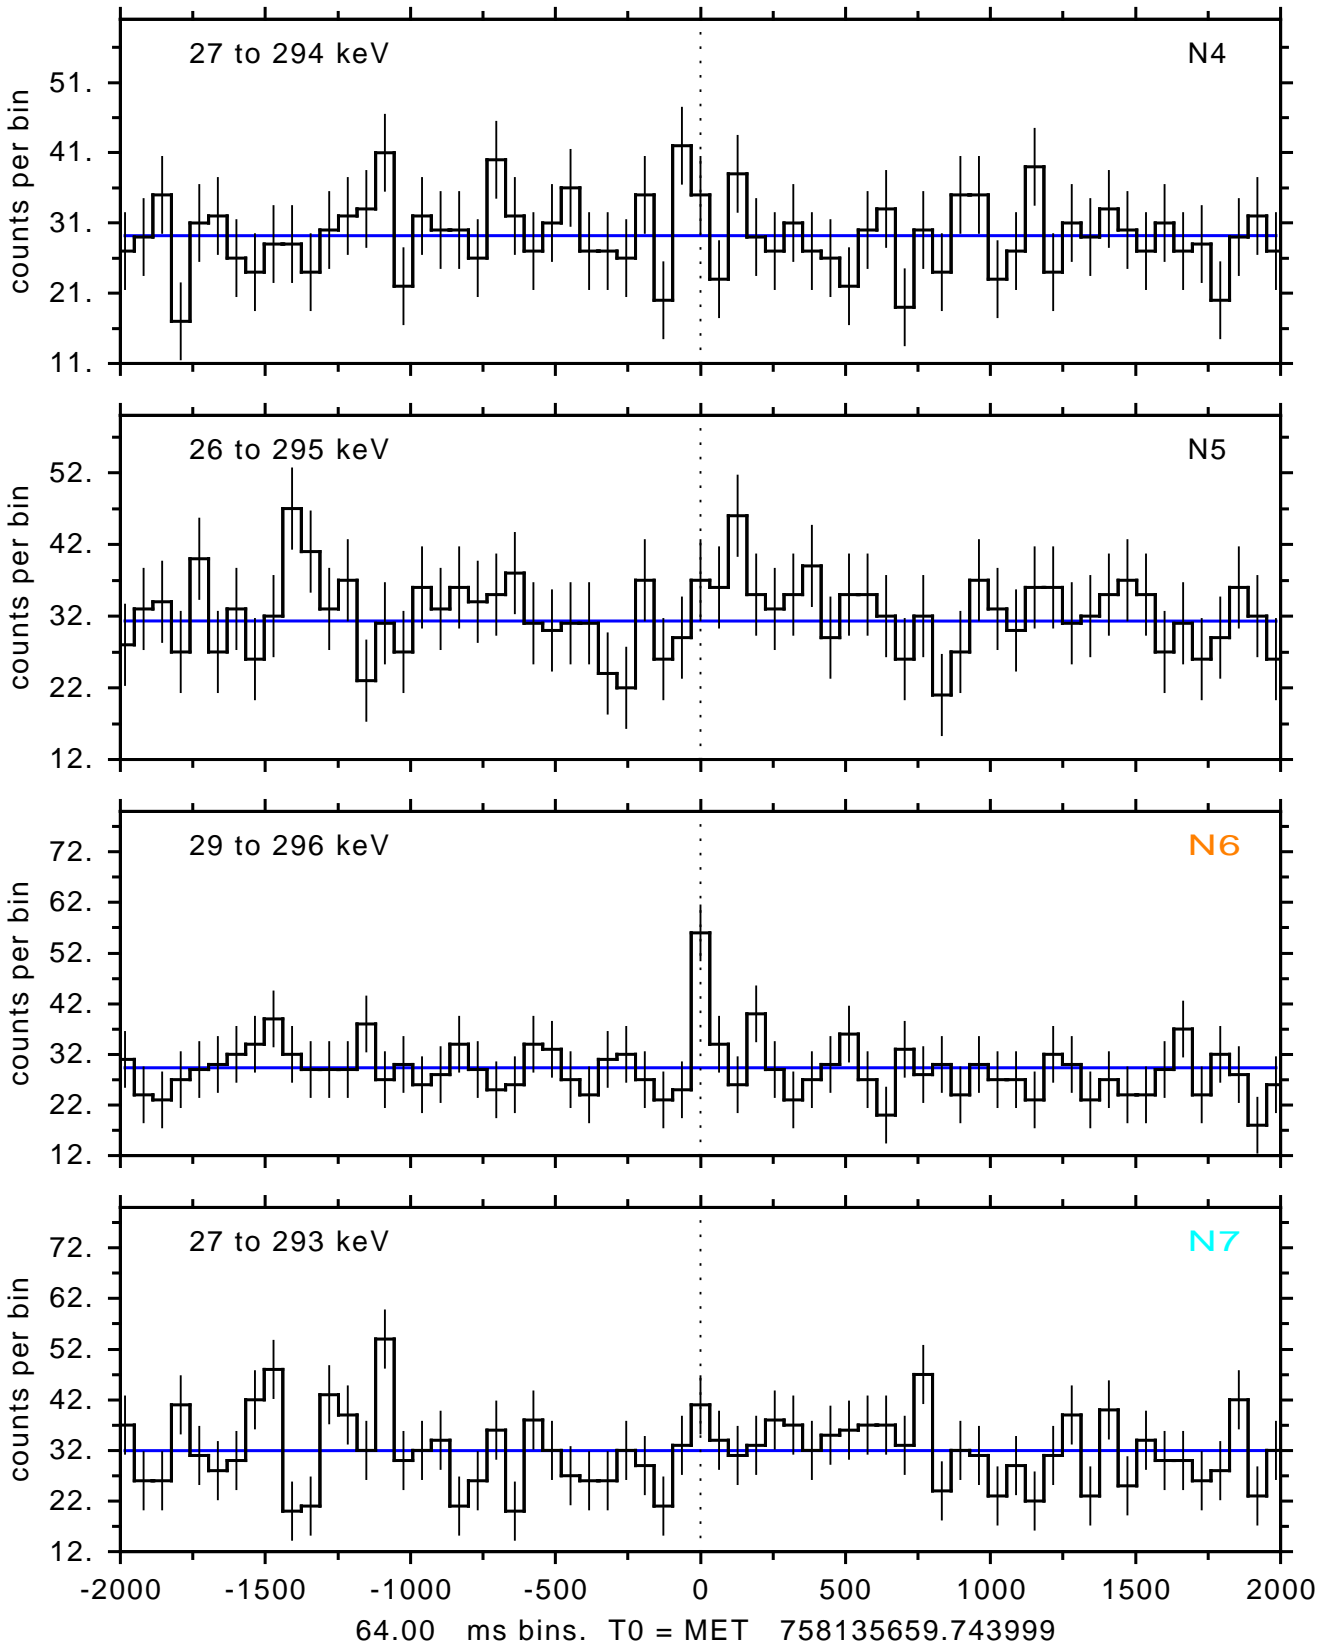 27 to 294 keV
N4
counts per bin
51.
41.
31.
21.
11.
26 to 295 keV
N5
counts per bin
52.
42.
32.
22.
12.
29 to 296 keV
N6
counts per bin
72.
62.
52.
42.
32.
22.
12.
27 to 293 keV
N7
counts per bin
72.
62.
52.
42.
32.
22.
12.
-2000 -1500 -1000 -500 0 500 1000 1500 2000
64.00 ms bins. T0 = MET 758135659.743999